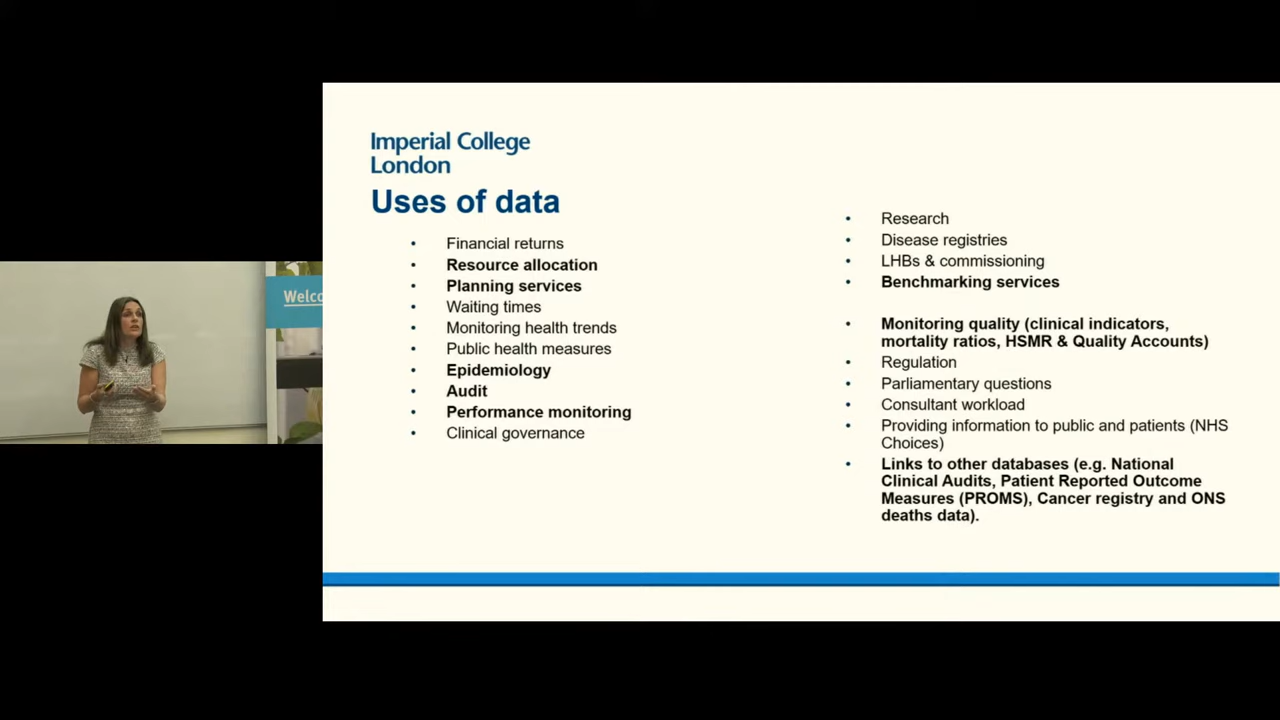 Imperial College
London
Uses of data
• Financial returns
• Resource allocation
• Planning services
• Waiting times
• Monitoring health trends
• Public health measures
• Epidemiology
• Audit
• Performance monitoring
• Clinical governance
• Research
• Disease registries
• LHBs & commissioning
• Benchmarking services
• Monitoring quality (clinical indicators,
mortality ratios, HSMR & Quality Accounts)
• Regulation
• Parliamentary questions
• Consultant workload
• Providing information to public and patients (NHS
Choices)
• Links to other databases (e.g. National
Clinical Audits, Patient Reported Outcome
Measures (PROMS), Cancer registry and ONS
deaths data).
Welco